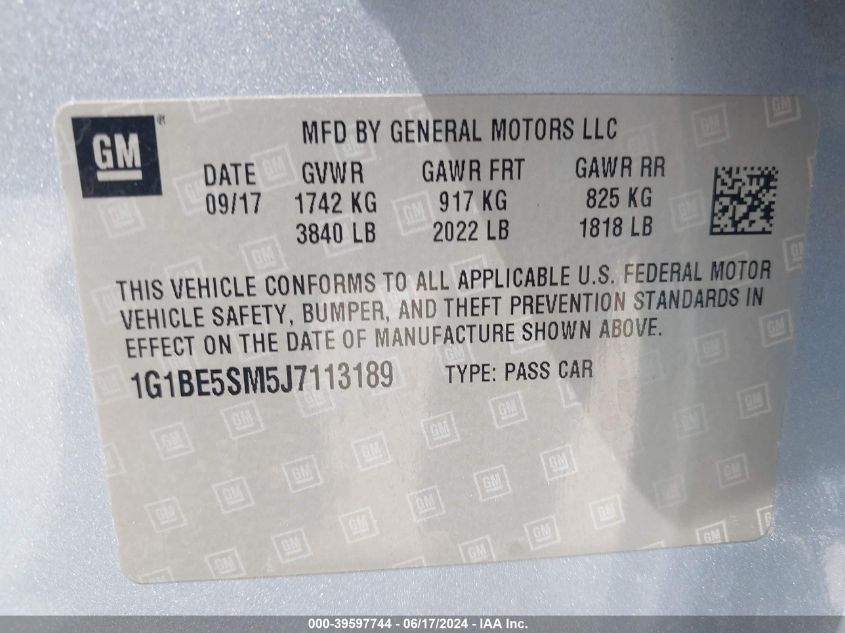 GM
MFD BY GENERAL MOTORS LLC
DATE GVWR GAWR FRT GAWR RR
09/17 1742 KG 917 KG 825 KG
3840 LB 2022 LB 1818 LB
THIS VEHICLE CONFORMS TO ALL APPLICABLE U.S. FEDERAL MOTOR
VEHICLE SAFETY, BUMPER, AND THEFT PREVENTION STANDARDS IN
EFFECT ON THE DATE OF MANUFACTURE SHOWN ABOVE.
1G1BE5SM5J7113189 TYPE: PASS CAR
000-39597744 / 06/17/2024 - IAA Inc.